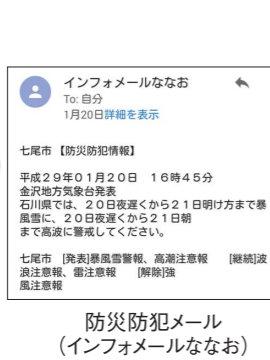 インフォメールななお
To: 自分
1月20日詳細を表示
七尾市 【防災防犯情報】
平成29年01月20日 16時45分
金沢地方気象台発表
石川県では、20日夜遅くから21日明け方まで暴
風雪に、20日夜遅くから21日朝
まで高波に警戒してください。
七尾市 [発表]暴風雪警報、高潮注意報 [継続]波
浪注意報、雷注意報 [解除]強
風注意報
防災防犯メール
(インフォメールななお)